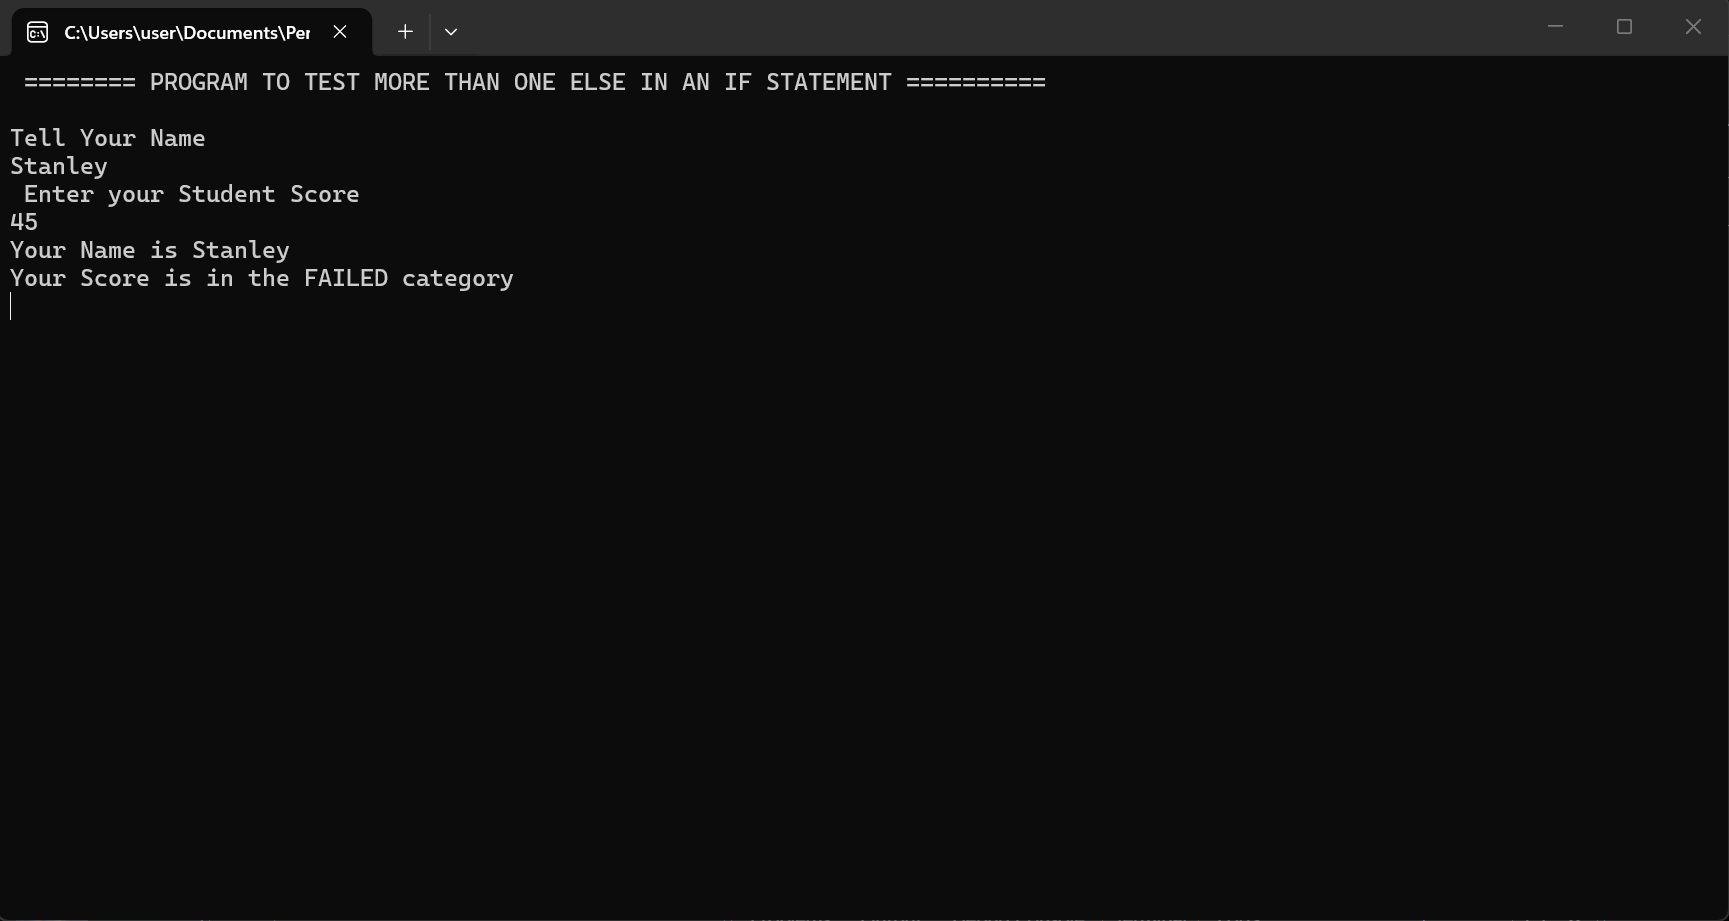 C:\Users\user\Documents\Per
======== PROGRAM TO TEST MORE THAN ONE ELSE IN AN IF STATEMENT ==========
Tell Your Name
Stanley
Enter your Student Score
45
Your Name is Stanley
Your Score is in the FAILED category